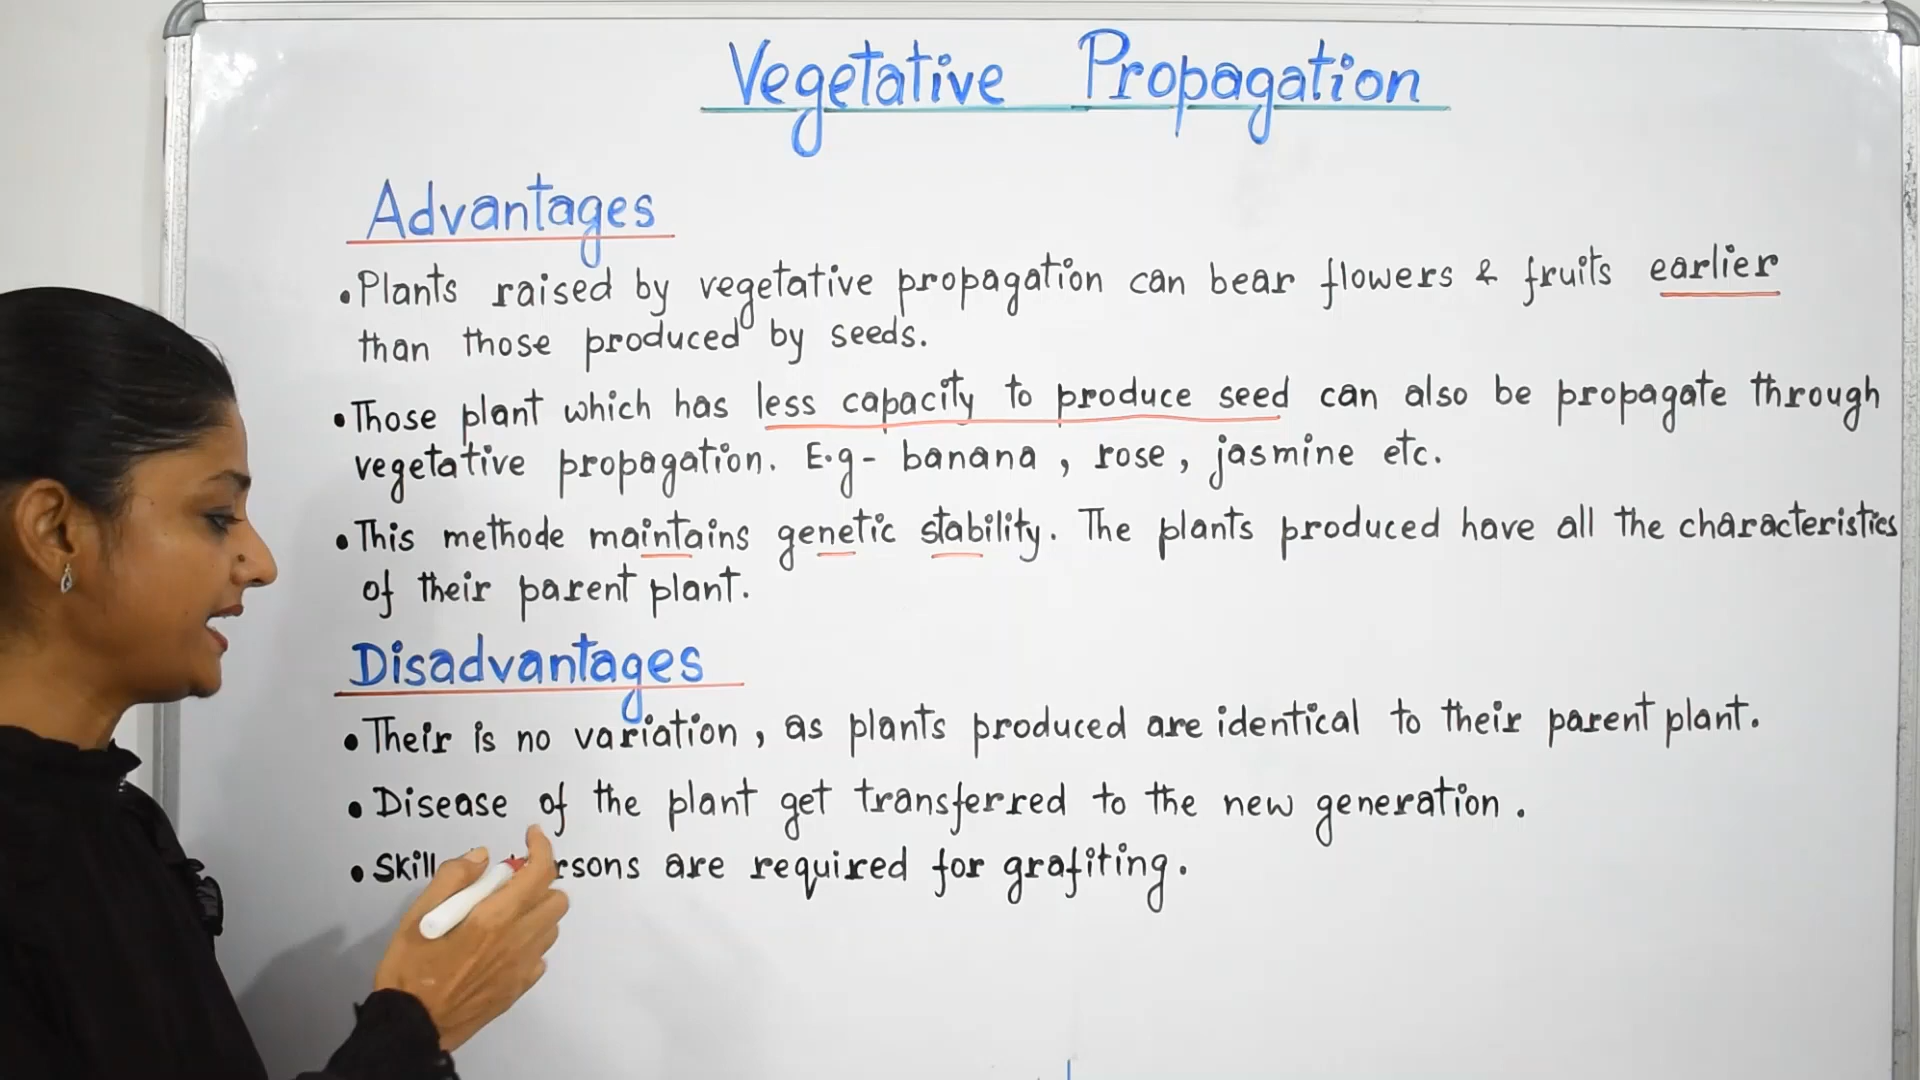 Vegetative Propagation
Advantages
• Plants raised by vegetative propagation can bear flowers & fruits earlier
than those produced by seeds.
• Those plant which has less capacity to produce seed can also be propagate through
vegetative propagation. E.g - banana, rose, jasmine etc.
• This methode maintains genetic stability. The plants produced have all the characteristics
of their parent plant.
Disadvantages
• Their is no variation, as plants produced are identical to their parent plant.
• Disease of the plant get transferred to the new generation.
• are required for grafiting.